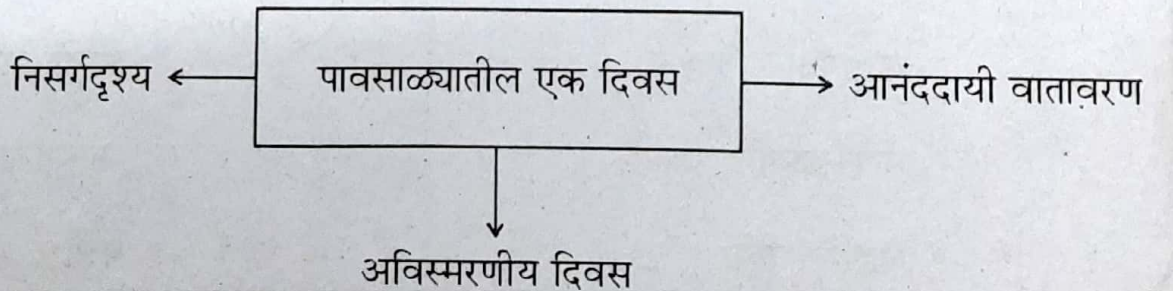 निसर्गदृश्य पावसाळ्यातील एक दिवस आनंददायी वातावरण
अविस्मरणीय दिवस